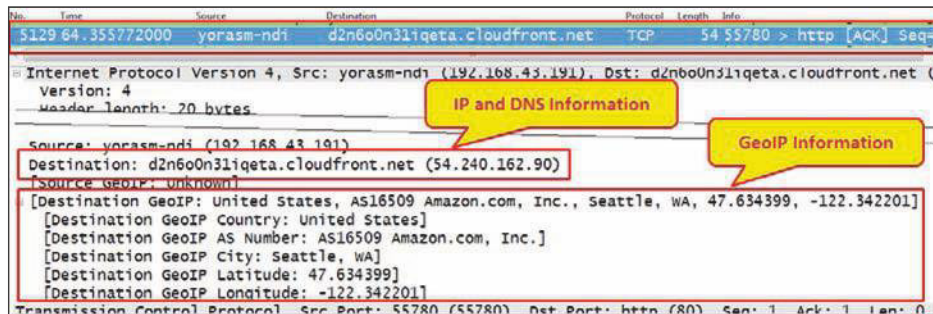 No. Time Source Destination Protocol Length Info
5129 64.355772000 yorasm-ndi d2n6o0n31iqeta.cloudfront.net TCP 54 55780 > http [ACK] Seq=
Internet Protocol Version 4, Src: yorasm-ndi (192.168.43.191), Dst: d2n6o0n31iqeta.cloudfront.net (
Version: 4
Header length: 20 bytes
IP and DNS Information
GeoIP Information
Source: yorasm-ndi (192.168.43.191)
Destination: d2n6o0n31iqeta.cloudfront.net (54.240.162.90)
[Source GeoIP: Unknown]
[Destination GeoIP: United States, AS16509 Amazon.com, Inc., Seattle, WA, 47.634399, -122.342201]
[Destination GeoIP Country: United States]
[Destination GeoIP AS Number: AS16509 Amazon.com, Inc.]
[Destination GeoIP City: Seattle, WA]
[Destination GeoIP Latitude: 47.634399]
[Destination GeoIP Longitude: -122.342201]
Transmission Control Protocol, Src Port: 55780 (55780), Dst Port: http (80), Seq: 1, Ack: 1, Len: 0